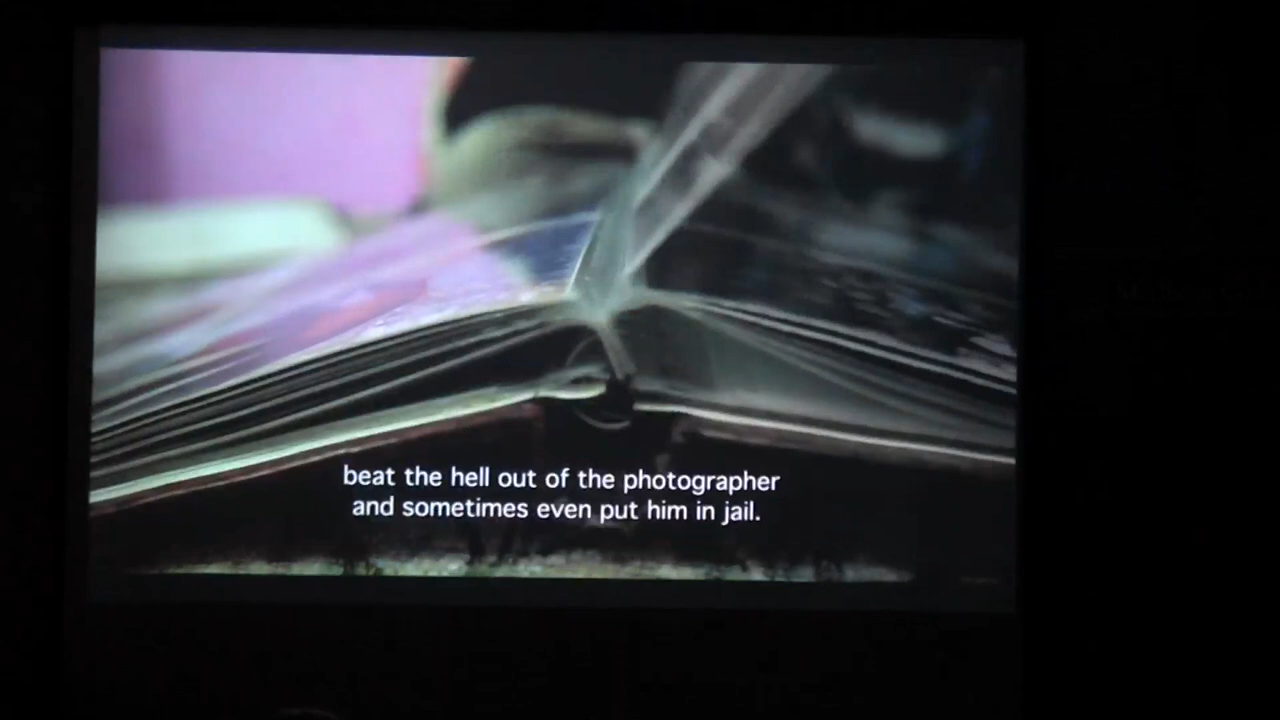 beat the hell out of the photographer
and sometimes even put him in jail.